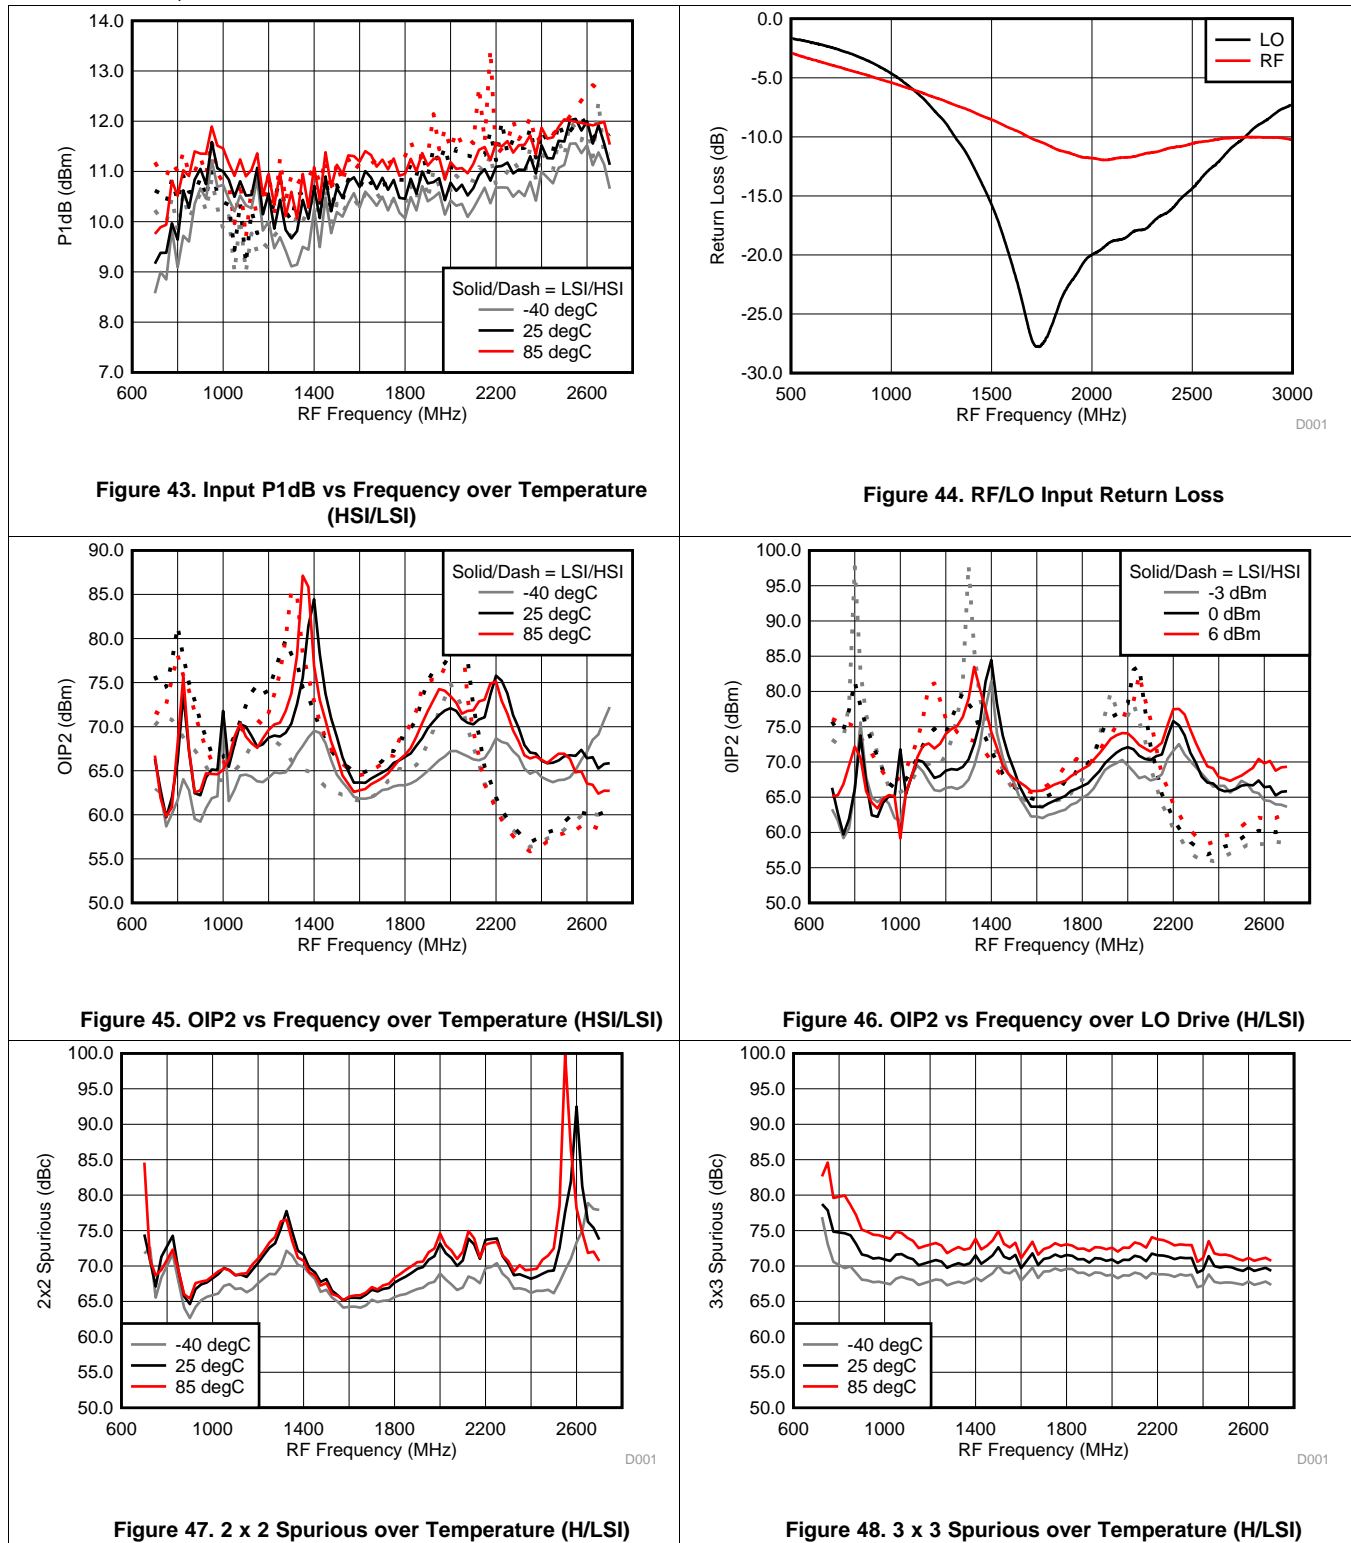 14.0
13.0
12.0
11.0
10.0
9.0
8.0
7.0
P1dB (dBm)
Solid/Dash = LSI/HSI
-40 degC
25 degC
85 degC
600 1000 1400 1800 2200 2600
RF Frequency (MHz)
Figure 43. Input P1dB vs Frequency over Temperature
(HSI/LSI)
0.0
-5.0
-10.0
-15.0
-20.0
-25.0
-30.0
Return Loss (dB)
LO
RF
500 1000 1500 2000 2500 3000
RF Frequency (MHz)
D001
Figure 44. RF/LO Input Return Loss
90.0
85.0
80.0
75.0
70.0
65.0
60.0
55.0
50.0
OIP2 (dBm)
Solid/Dash = LSI/HSI
-40 degC
25 degC
85 degC
600 1000 1400 1800 2200 2600
RF Frequency (MHz)
Figure 45. OIP2 vs Frequency over Temperature (HSI/LSI)
100.0
95.0
90.0
85.0
80.0
75.0
70.0
65.0
60.0
55.0
50.0
0IP2 (dBm)
Solid/Dash = LSI/HSI
-3 dBm
0 dBm
6 dBm
600 1000 1400 1800 2200 2600
RF Frequency (MHz)
Figure 46. OIP2 vs Frequency over LO Drive (H/LSI)
100.0
95.0
90.0
85.0
80.0
75.0
70.0
65.0
60.0
55.0
50.0
2x2 Spurious (dBc)
-40 degC
25 degC
85 degC
600 1000 1400 1800 2200 2600
RF Frequency (MHz)
D001
Figure 47. 2 x 2 Spurious over Temperature (H/LSI)
100.0
95.0
90.0
85.0
80.0
75.0
70.0
65.0
60.0
55.0
50.0
3x3 Spurious (dBc)
-40 degC
25 degC
85 degC
600 1000 1400 1800 2200 2600
RF Frequency (MHz)
D001
Figure 48. 3 x 3 Spurious over Temperature (H/LSI)